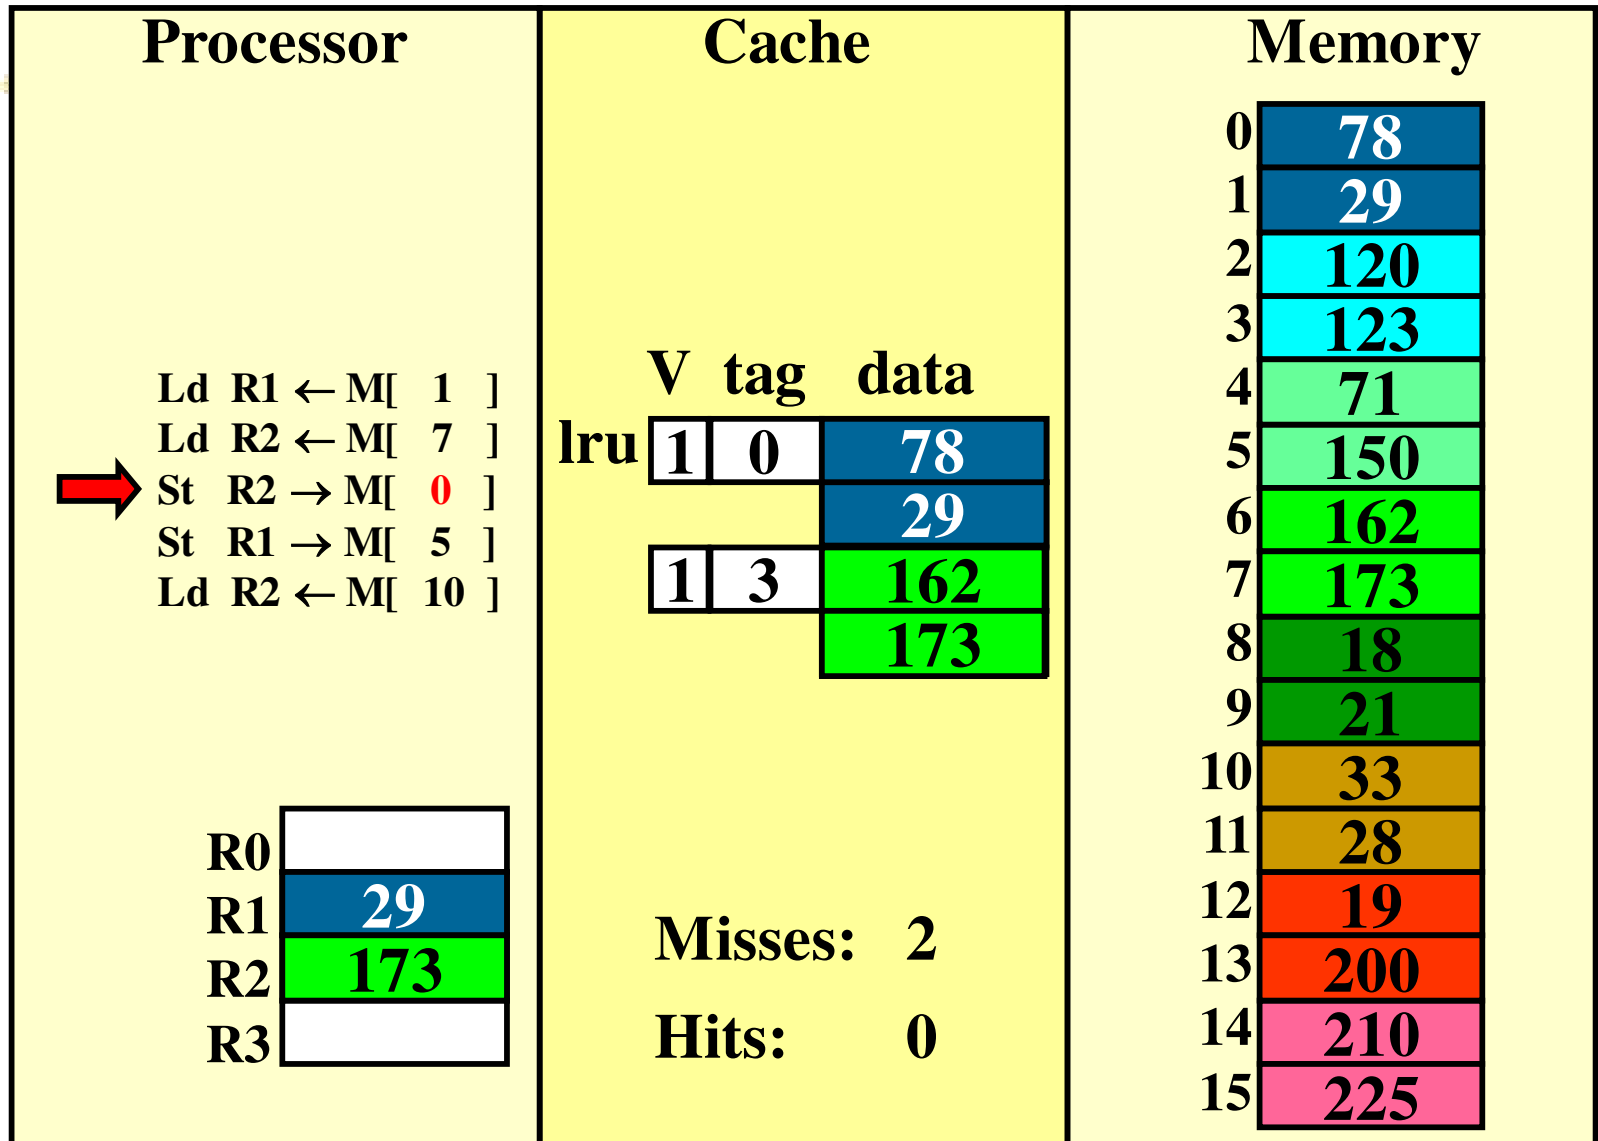 Processor
Ld R1 ← M[ 1 ]
Ld R2 ← M[ 7 ]
St R2 → M[ 0 ]
St R1 → M[ 5 ]
Ld R2 ← M[ 10 ]
R0
R1 29
R2 173
R3
Cache
V tag data
lru 1 0 78
29
1 3 162
173
Misses: 2
Hits: 0
Memory
0 78
1 29
2 120
3 123
4 71
5 150
6 162
7 173
8 18
9 21
10 33
11 28
12 19
13 200
14 210
15 225